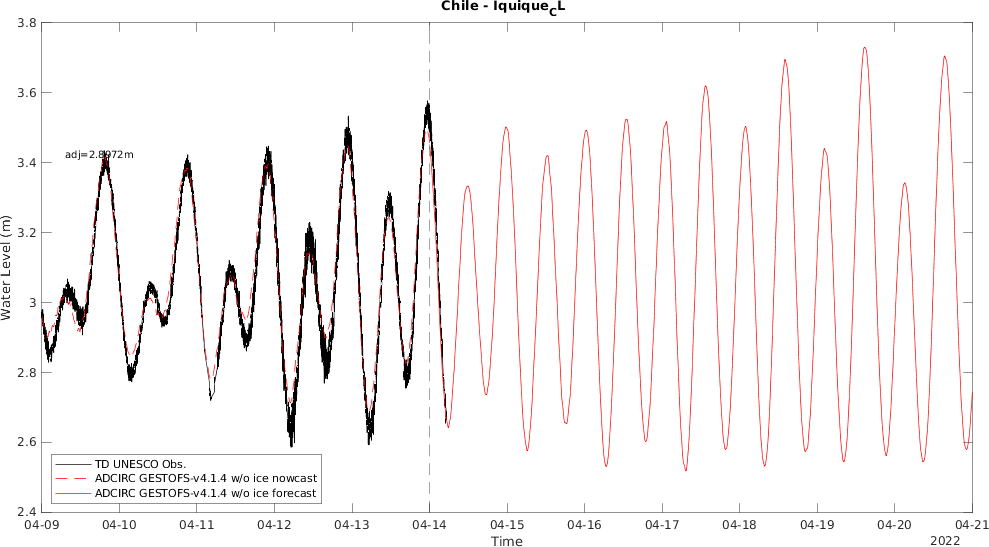 Chile - Iquique_CL
3.8
3.6
3.4
3.2
3
2.8
2.6
2.4
Water Level (m)
adj=2.8972m
TD UNESCO Obs.
ADCIRC GESTOFS-v4.1.4 w/o ice nowcast
ADCIRC GESTOFS-v4.1.4 w/o ice forecast
04-09 04-10 04-11 04-12 04-13 04-14 04-15 04-16 04-17 04-18 04-19 04-20 04-21
Time
2022